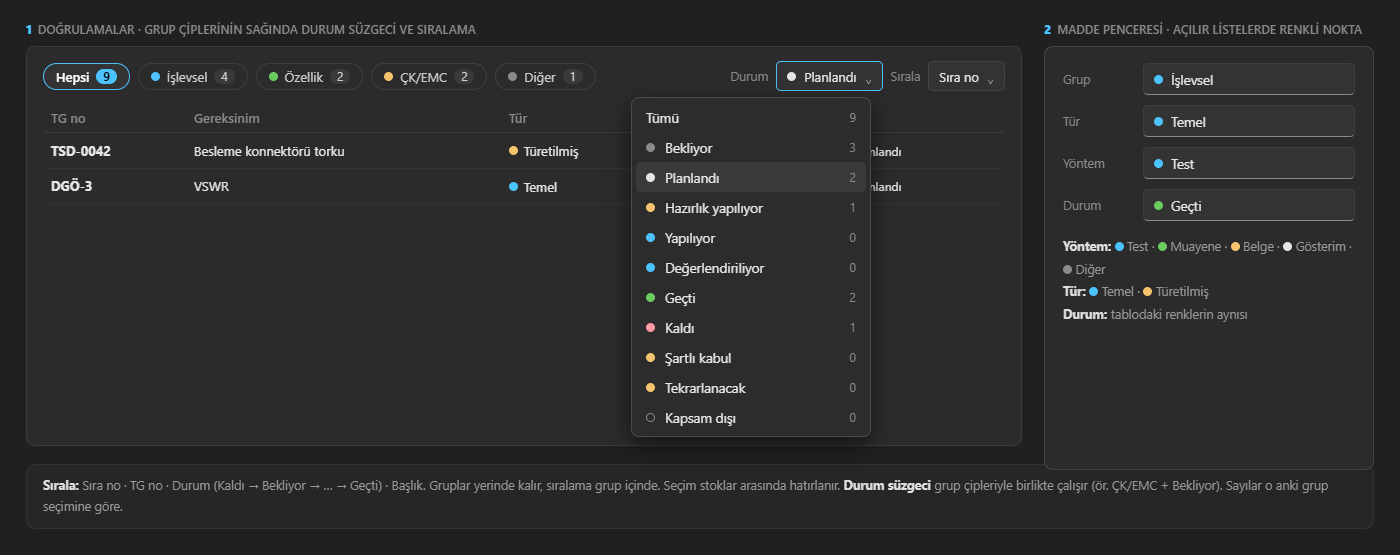 1 DOĞRULAMALAR · GRUP ÇİPLERİNİN SAĞINDA DURUM SÜZGECİ VE SIRALAMA
Hepsi 9 İşlevsel 4 Özellik 2 ÇK/EMC 2 Diğer 1 Durum Planlandı Sırala Sıra no
TG no Gereksinim Tür
TSD-0042 Besleme konnektörü torku Türetilmiş nlandı
DGÖ-3 VSWR Temel nlandı
Tümü 9
Bekliyor 3
Planlandı 2
Hazırlık yapılıyor 1
Yapılıyor 0
Değerlendiriliyor 0
Geçti 2
Kaldı 1
Şartlı kabul 0
Tekrarlanacak 0
Kapsam dışı 0
2 MADDE PENCERESİ · AÇILIR LİSTELERDE RENKLİ NOKTA
Grup İşlevsel
Tür Temel
Yöntem Test
Durum Geçti
Yöntem: Test · Muayene · Belge · Gösterim ·
Diğer
Tür: Temel · Türetilmiş
Durum: tablodaki renklerin aynısı
Sırala: Sıra no · TG no · Durum (Kaldı → Bekliyor → ... → Geçti) · Başlık. Gruplar yerinde kalır, sıralama grup içinde. Seçim stoklar arasında hatırlanır. Durum süzgeci grup çipleriyle birlikte çalışır (ör. ÇK/EMC + Bekliyor). Sayılar o anki grup
seçimine göre.